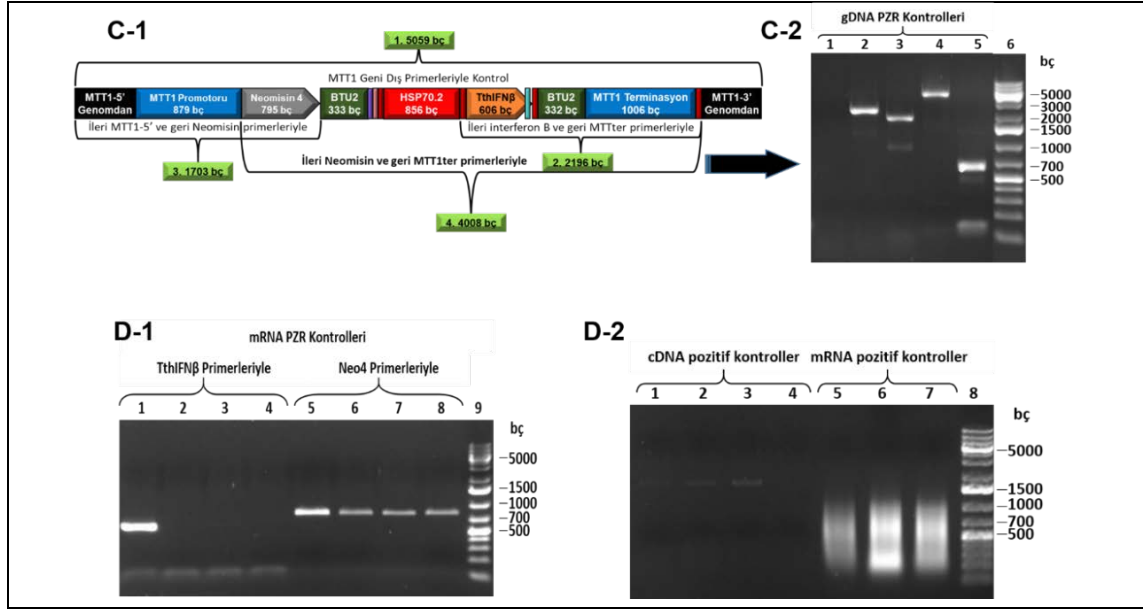 C-1
1. 5059 bç
MTT1 Geni Dış Primerleriyle Kontrol
MTT1-5' Genomdan
MTT1 Promotoru 879 bç
Neomisin 4 795 bç
BTU2 333 bç
HSP70.2 856 bç
TthIFNβ 606 bç
BTU2 332 bç
MTT1 Terminasyon 1006 bç
MTT1-3' Genomdan
İleri MTT1-5' ve geri Neomisin primerleriyle
İleri interferon B ve geri MTTter primerleriyle
3. 1703 bç
İleri Neomisin ve geri MTT1ter primerleriyle
2. 2196 bç
4. 4008 bç
C-2
gDNA PZR Kontrolleri
1 2 3 4 5 6
bç
–5000
–3000
–2000
–1500
–1000
–700
–500
D-1
mRNA PZR Kontrolleri
TthIFNβ Primerleriyle
Neo4 Primerleriyle
1 2 3 4 5 6 7 8 9
bç
–5000
–1500
–1000
–700
–500
D-2
cDNA pozitif kontroller
mRNA pozitif kontroller
1 2 3 4 5 6 7 8
bç
–5000
–1500
–1000
–700
–500